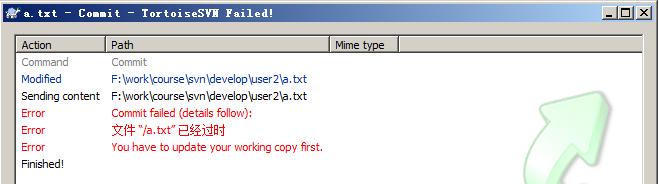 a.txt - Commit - TortoiseSVN Failed!
Action Path Mime type
Command Commit
Modified F:\work\course\svn\develop\user2\a.txt
Sending content F:\work\course\svn\develop\user2\a.txt
Error Commit failed (details follow):
Error 文件 “/a.txt” 已经过时
Error You have to update your working copy first.
Finished!